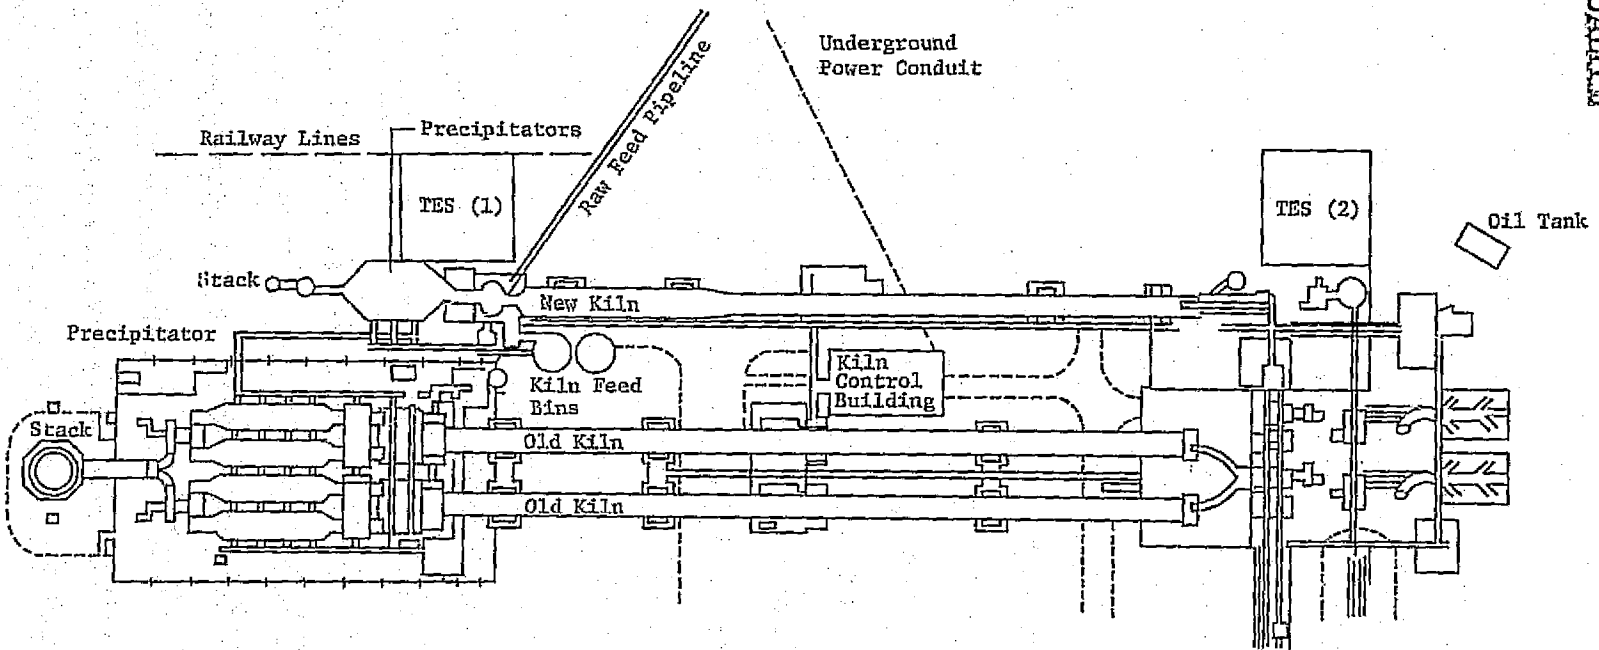 Underground
Power Conduit
Precipitators
Railway Lines
Raw Feed Pipeline
TES (1)
TES (2)
Oil Tank
Stack
New Kiln
Precipitator
Kiln Feed
Bins
Kiln
Control
Building
Stack
Old Kiln
Old Kiln